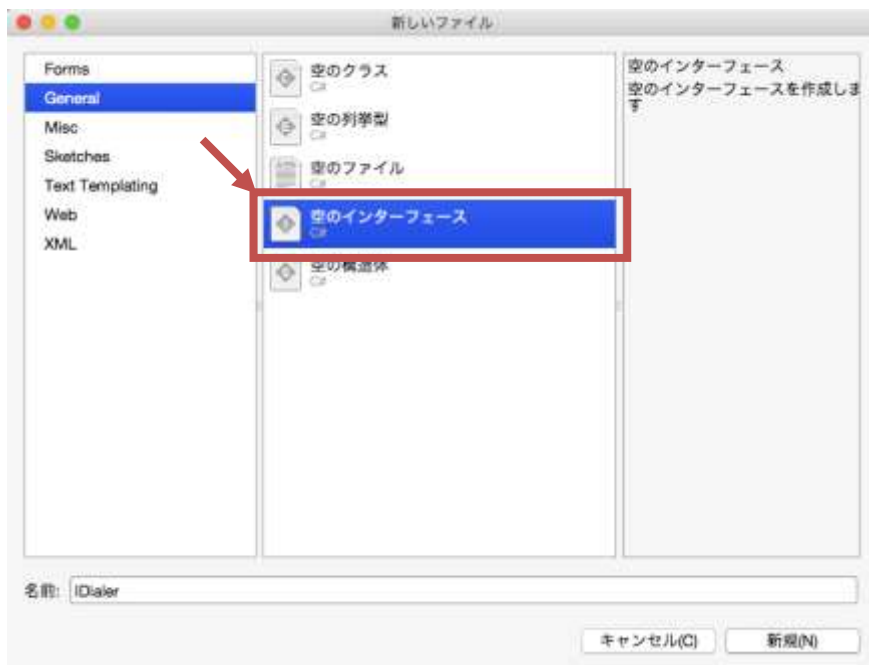 新しいファイル
Forms
General
Misc
Sketches
Text Templating
Web
XML
空のクラス
C#
空の列挙型
C#
空のファイル
C#
空のインターフェース
C#
空の構造体
C#
空のインターフェース
空のインターフェースを作成しま
す
名前: IDialer
キャンセル(C)
新規(N)